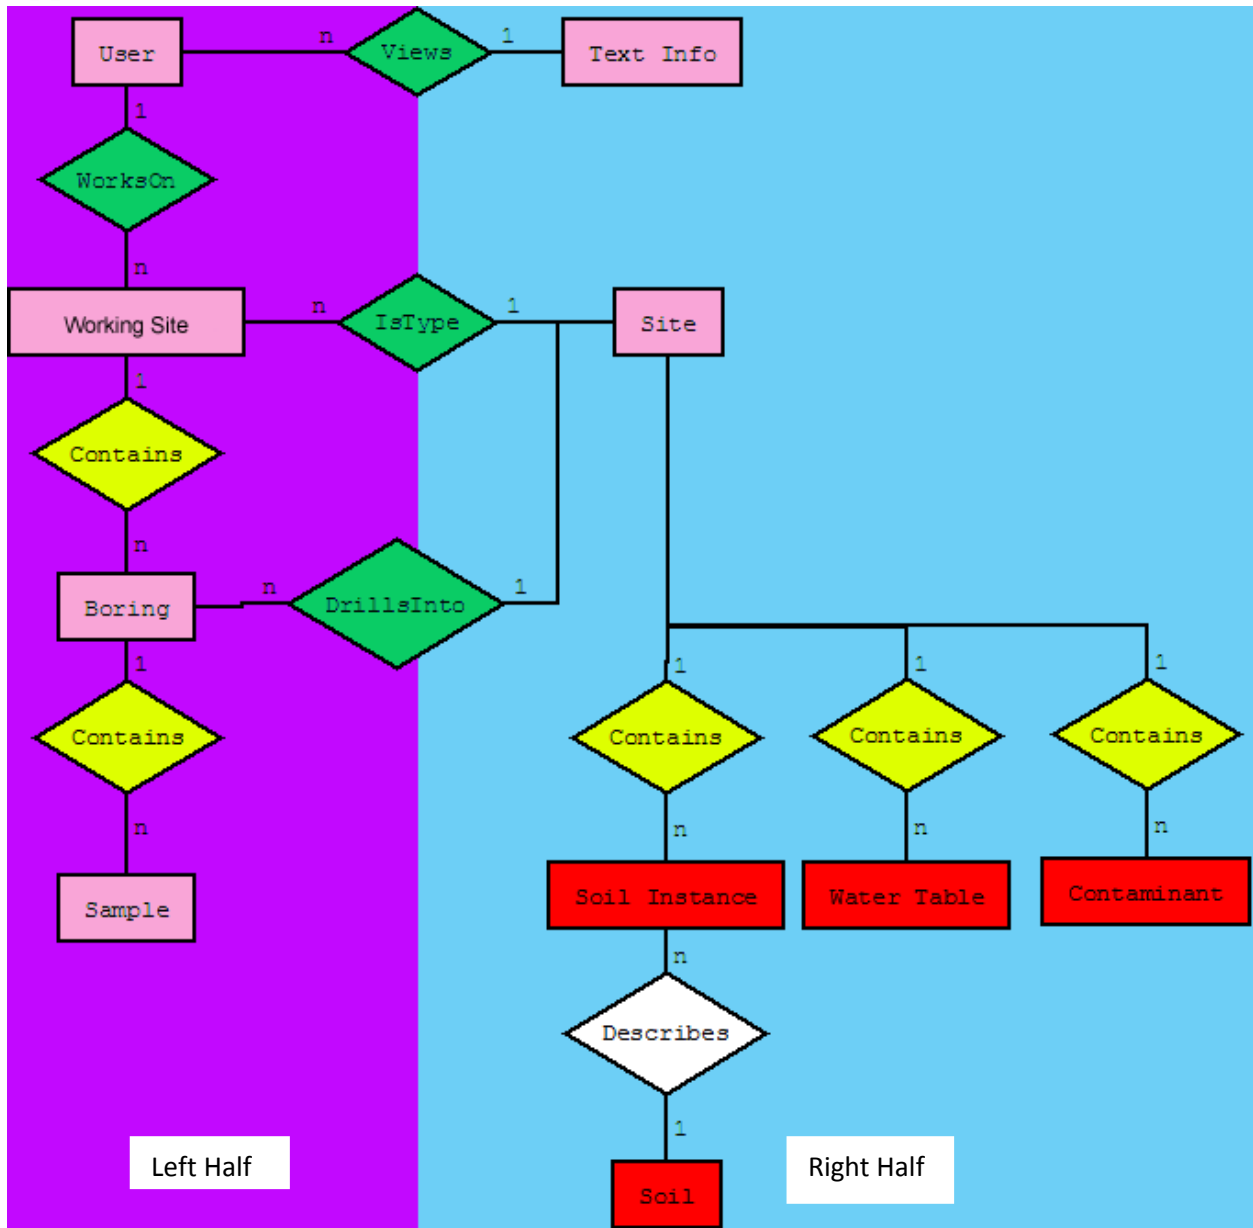 User
n
Views
1
Text Info
1
WorksOn
n
Working Site
n
IsType
1
Site
1
Contains
n
Boring
n
DrillsInto
1
1
Contains
n
Sample
1
Contains
n
Soil Instance
1
Contains
n
Water Table
1
Contains
n
Contaminant
n
Describes
1
Soil
Left Half
Right Half